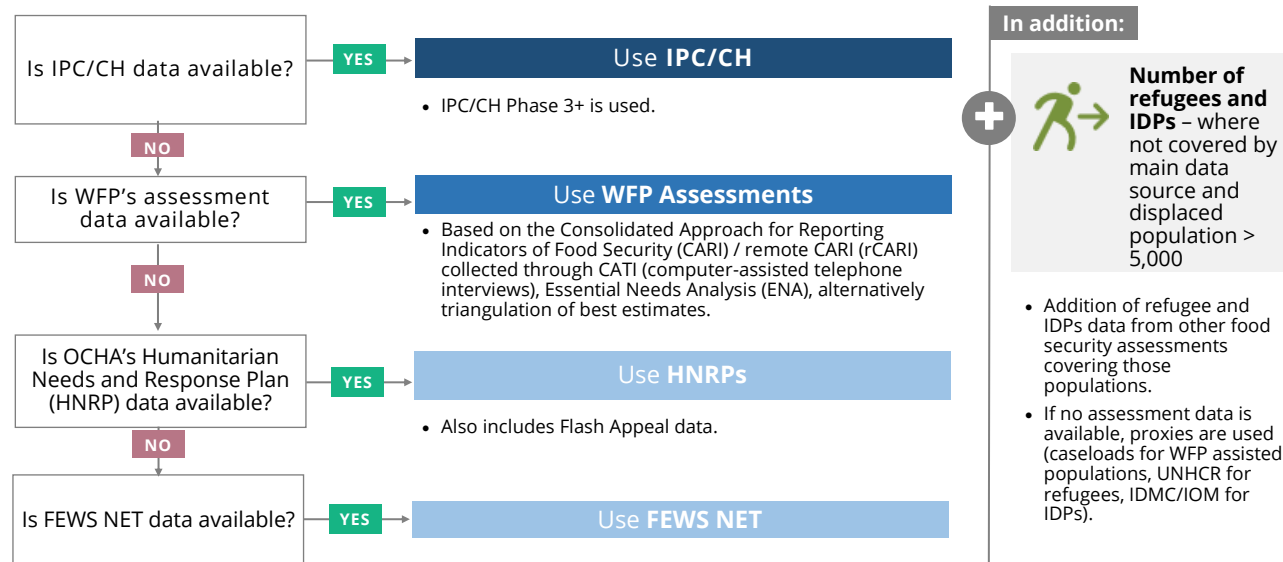 Is IPC/CH data available?
YES
Use IPC/CH
• IPC/CH Phase 3+ is used.
NO
Is WFP's assessment
data available?
YES
Use WFP Assessments
• Based on the Consolidated Approach for Reporting
Indicators of Food Security (CARI) / remote CARI (rCARI)
collected through CATI (computer-assisted telephone
interviews), Essential Needs Analysis (ENA), alternatively
triangulation of best estimates.
NO
Is OCHA's Humanitarian
Needs and Response Plan
(HNRP) data available?
YES
Use HNRPs
• Also includes Flash Appeal data.
NO
Is FEWS NET data available?
YES
Use FEWS NET
In addition:
Number of
refugees and
IDPs – where
not covered by
main data
source and
displaced
population >
5,000
• Addition of refugee and
IDPs data from other food
security assessments
covering those
populations.
• If no assessment data is
available, proxies are used
(caseloads for WFP assisted
populations, UNHCR for
refugees, IDMC/IOM for
IDPs).